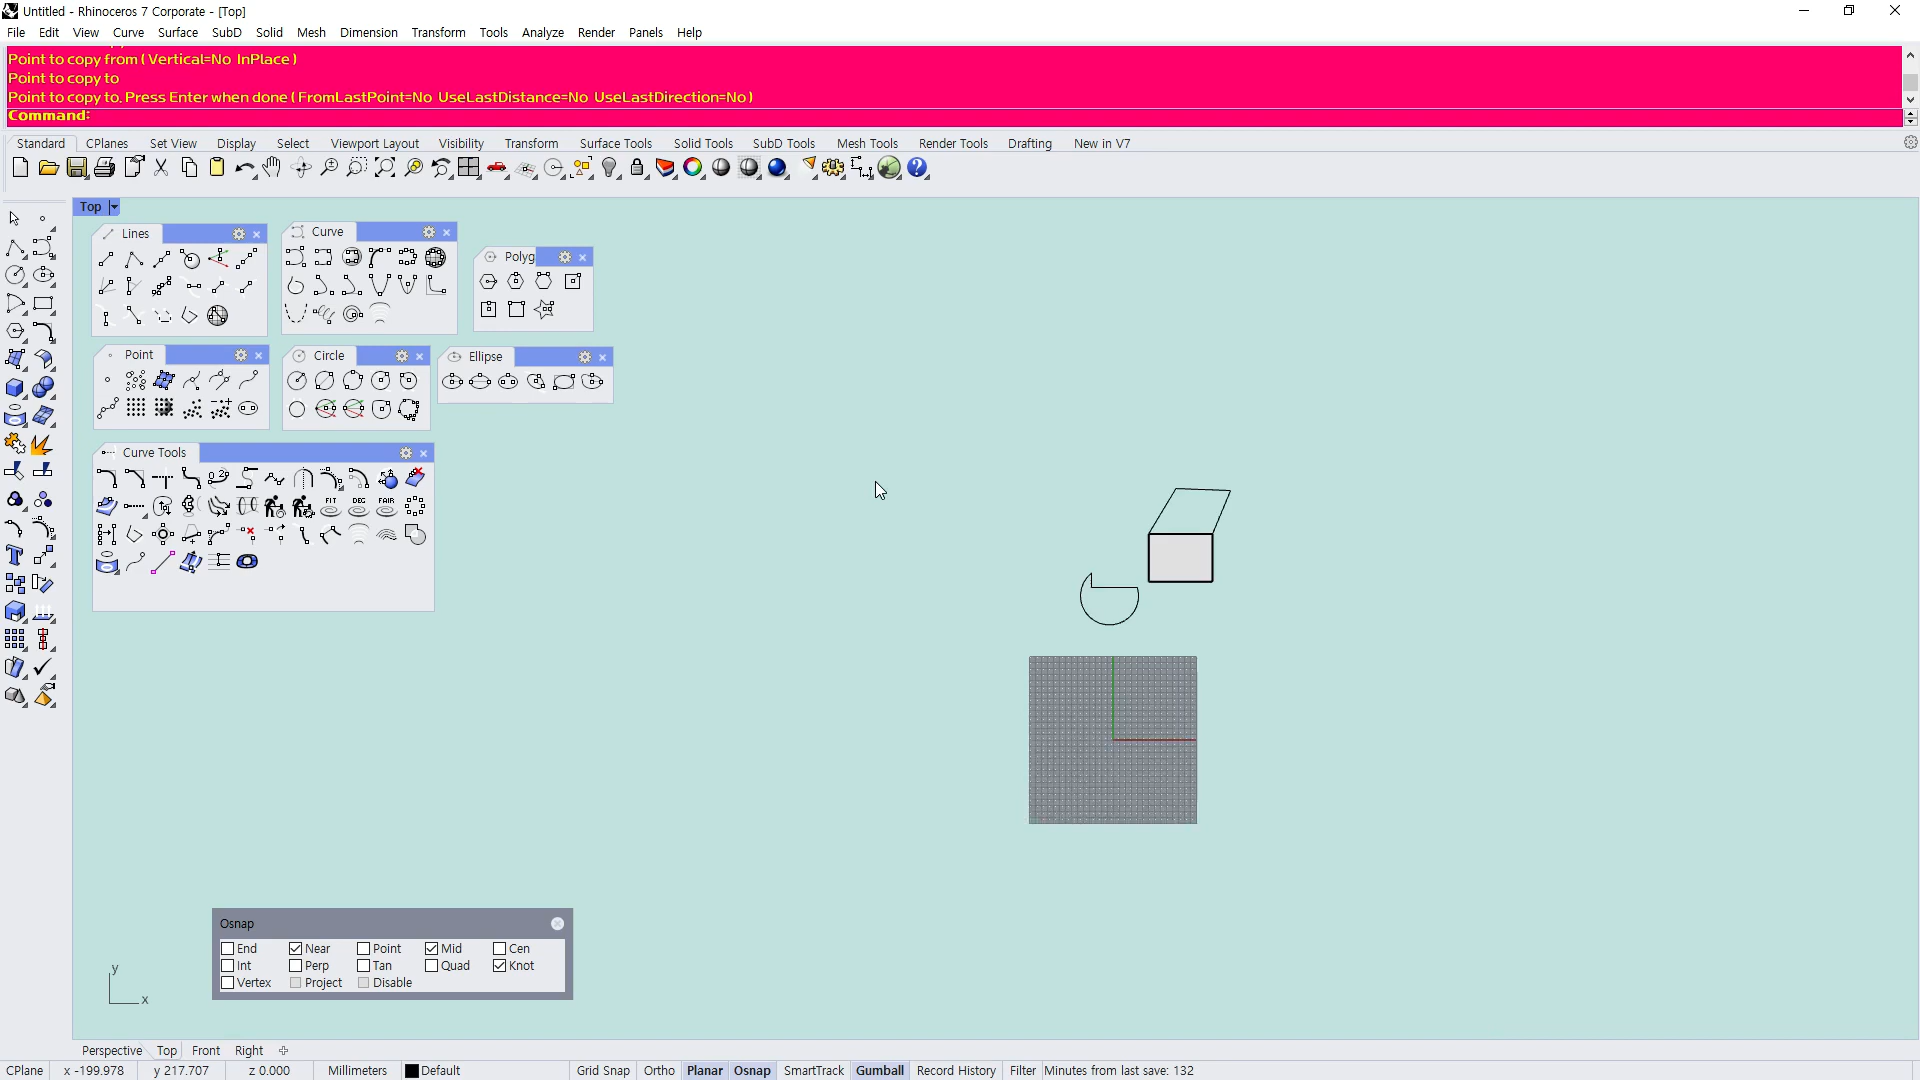 Untitled - Rhinoceros 7 Corporate - [Top]
File Edit View Curve Surface SubD Solid Mesh Dimension Transform Tools Analyze Render Panels Help
Point to copy from ( Vertical=No InPlace )
Point to copy to
Point to copy to. Press Enter when done ( FromLastPoint=No UseLastDistance=No UseLastDirection=No )
Command:
Standard CPlanes Set View Display Select Viewport Layout Visibility Transform Surface Tools Solid Tools SubD Tools Mesh Tools Render Tools Drafting New in V7
Top
Lines
Curve
Polyg
Point
Circle
Ellipse
Curve Tools
FIT DEG FAIR
Osnap
End Near Point Mid Cen
Int Perp Tan Quad Knot
Vertex Project Disable
y
x
Perspective Top Front Right
CPlane x -199.978 y 217.707 z 0.000 Millimeters Default Grid Snap Ortho Planar Osnap SmartTrack Gumball Record History Filter Minutes from last save: 132